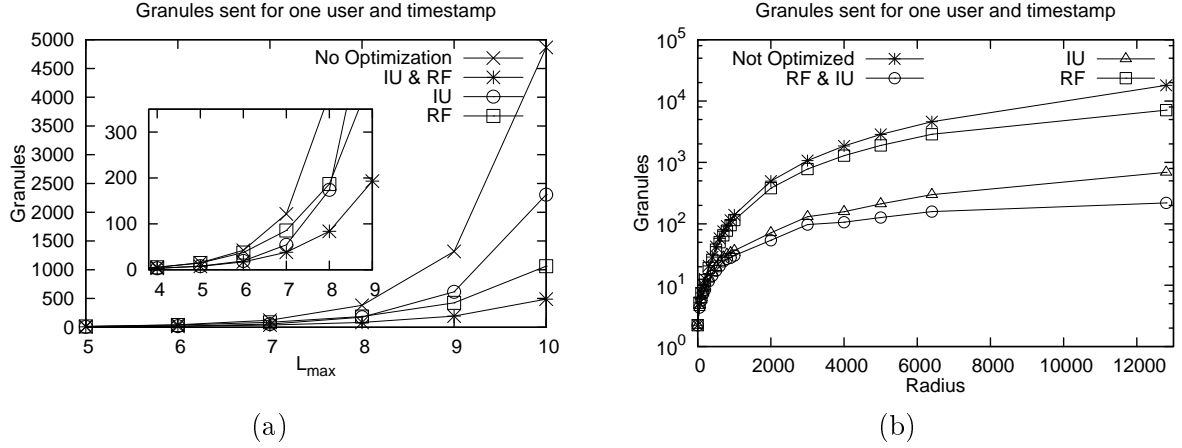 Granules sent for one user and timestamp
Granules
5000
4500
4000
3500
3000
2500
2000
1500
1000
500
0
5 6 7 8 9 10
L_max
No Optimization
IU & RF
IU
RF
300
200
100
0
4 5 6 7 8 9
(a)
Granules sent for one user and timestamp
Granules
10^5
10^4
10^3
10^2
10^1
10^0
0 2000 4000 6000 8000 10000 12000
Radius
Not Optimized
RF & IU
IU
RF
(b)